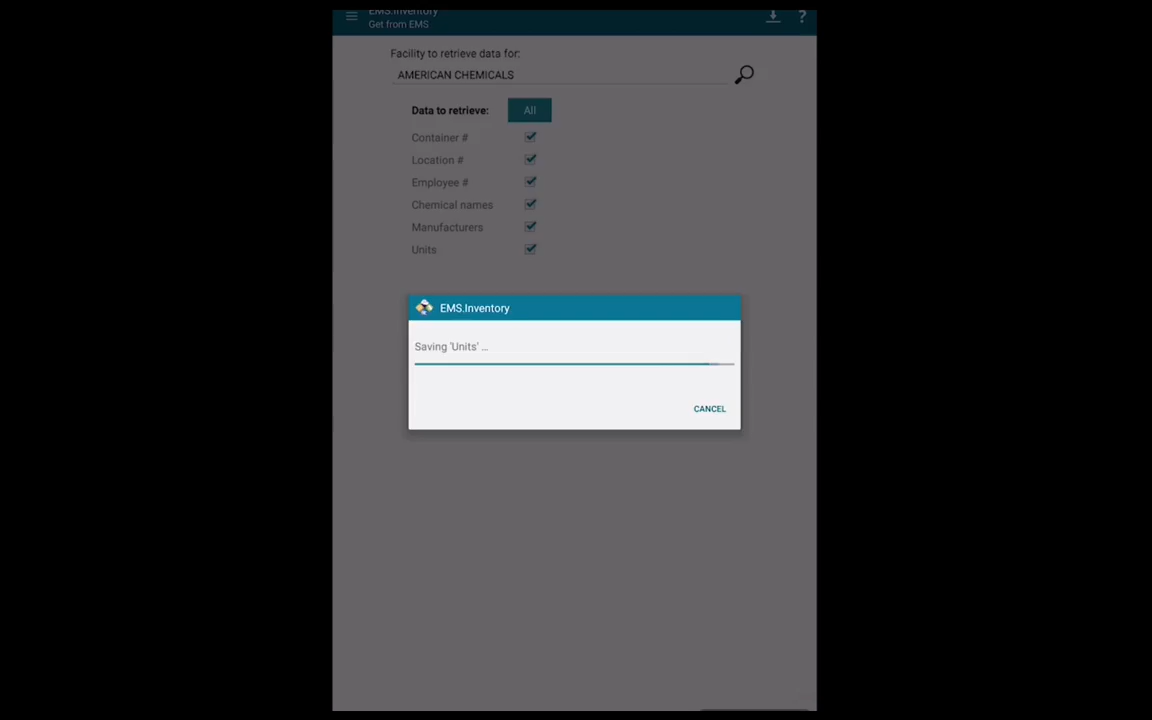 EMS.Inventory
Get from EMS
?
Facility to retrieve data for:
AMERICAN CHEMICALS
Data to retrieve: All
Container #
Location #
Employee #
Chemical names
Manufacturers
Units
EMS.Inventory
Saving 'Units' ...
CANCEL